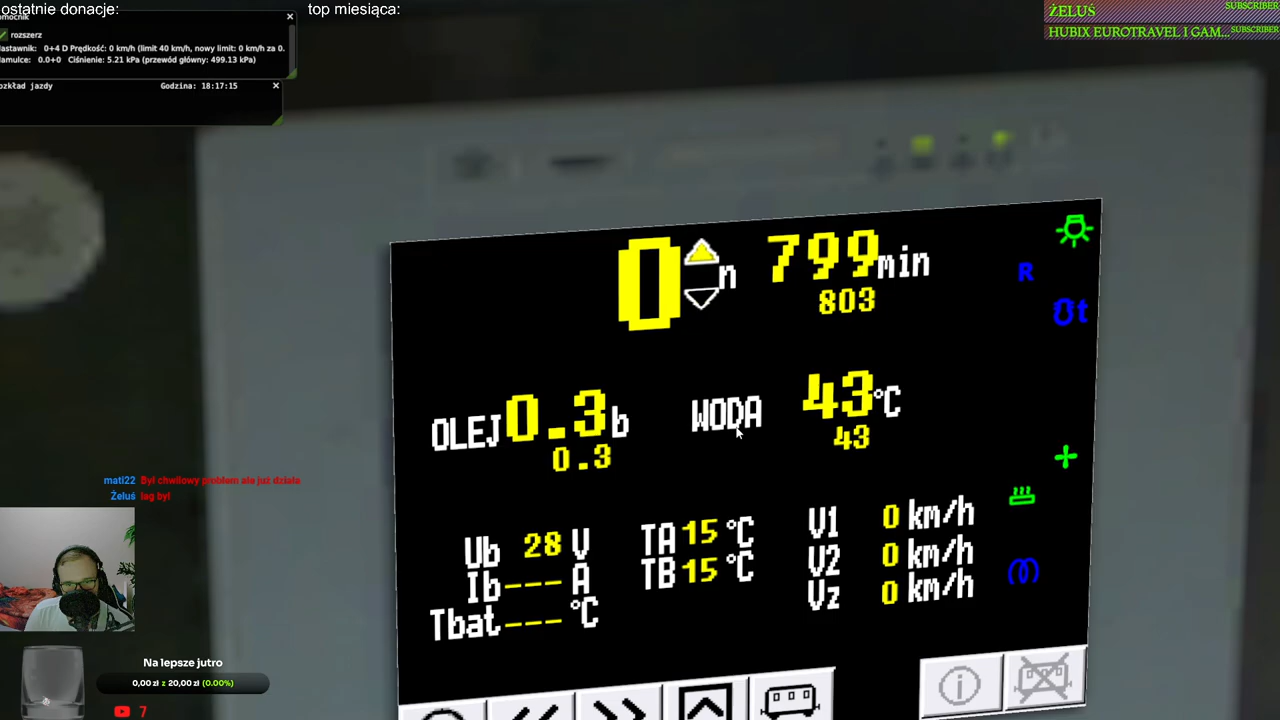 ostatnie donacje:
top miesiąca:
rozszerz
0+4 D Prędkość: 0 km/h (limit 40 km/h, nowy limit: 0 km/h za 0.
0.0+0 Ciśnienie: 5.21 kPa (przewód główny: 499.13 kPa)
jazdy Godzina: 18:17:15
ŻELUŚ SUBSCRIBER
HUBIX EUROTRAVEL I GAM... SUBSCRIBER
0 n 799 min
803
R
t
OLEJ 0.3 b WODA 43 °C
0.3 43
Ub 28 V TA 15 °C V1 0 km/h
Ib --- A TB 15 °C V2 0 km/h
Tbat --- °C Vz 0 km/h
mati22 Był chwilowy problem ale już działa
Żeluś lag był
Na lepsze jutro
0,00 zł z 20,00 zł (0.00%)
7